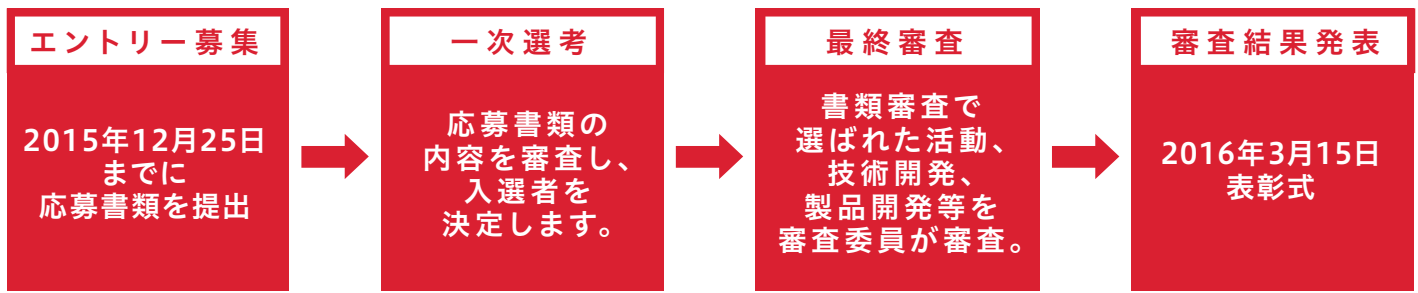 エントリー募集
2015年12月25日
までに
応募書類を提出
一次選考
応募書類の
内容を審査し、
入選者を
決定します。
最終審査
書類審査で
選ばれた活動、
技術開発、
製品開発等を
審査委員が審査。
審査結果発表
2016年3月15日
表彰式